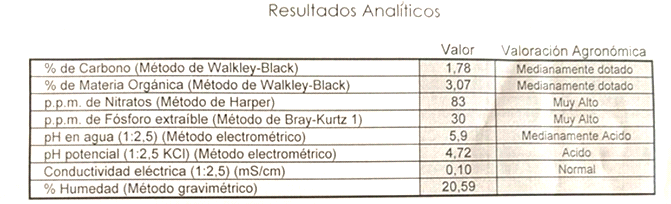 Resultados Analíticos
Valor Valoración Agronómica
% de Carbono (Método de Walkley-Black) 1,78 Medianamente dotado
% de Materia Orgánica (Método de Walkley-Black) 3,07 Medianamente dotado
p.p.m. de Nitratos (Método de Harper) 83 Muy Alto
p.p.m. de Fósforo extraíble (Método de Bray-Kurtz 1) 30 Muy Alto
pH en agua (1:2,5) (Método electrométrico) 5,9 Medianamente Acido
pH potencial (1:2,5 KCl) (Método electrométrico) 4,72 Acido
Conductividad eléctrica (1:2,5) (mS/cm) 0,10 Normal
% Humedad (Método gravimétrico) 20,59